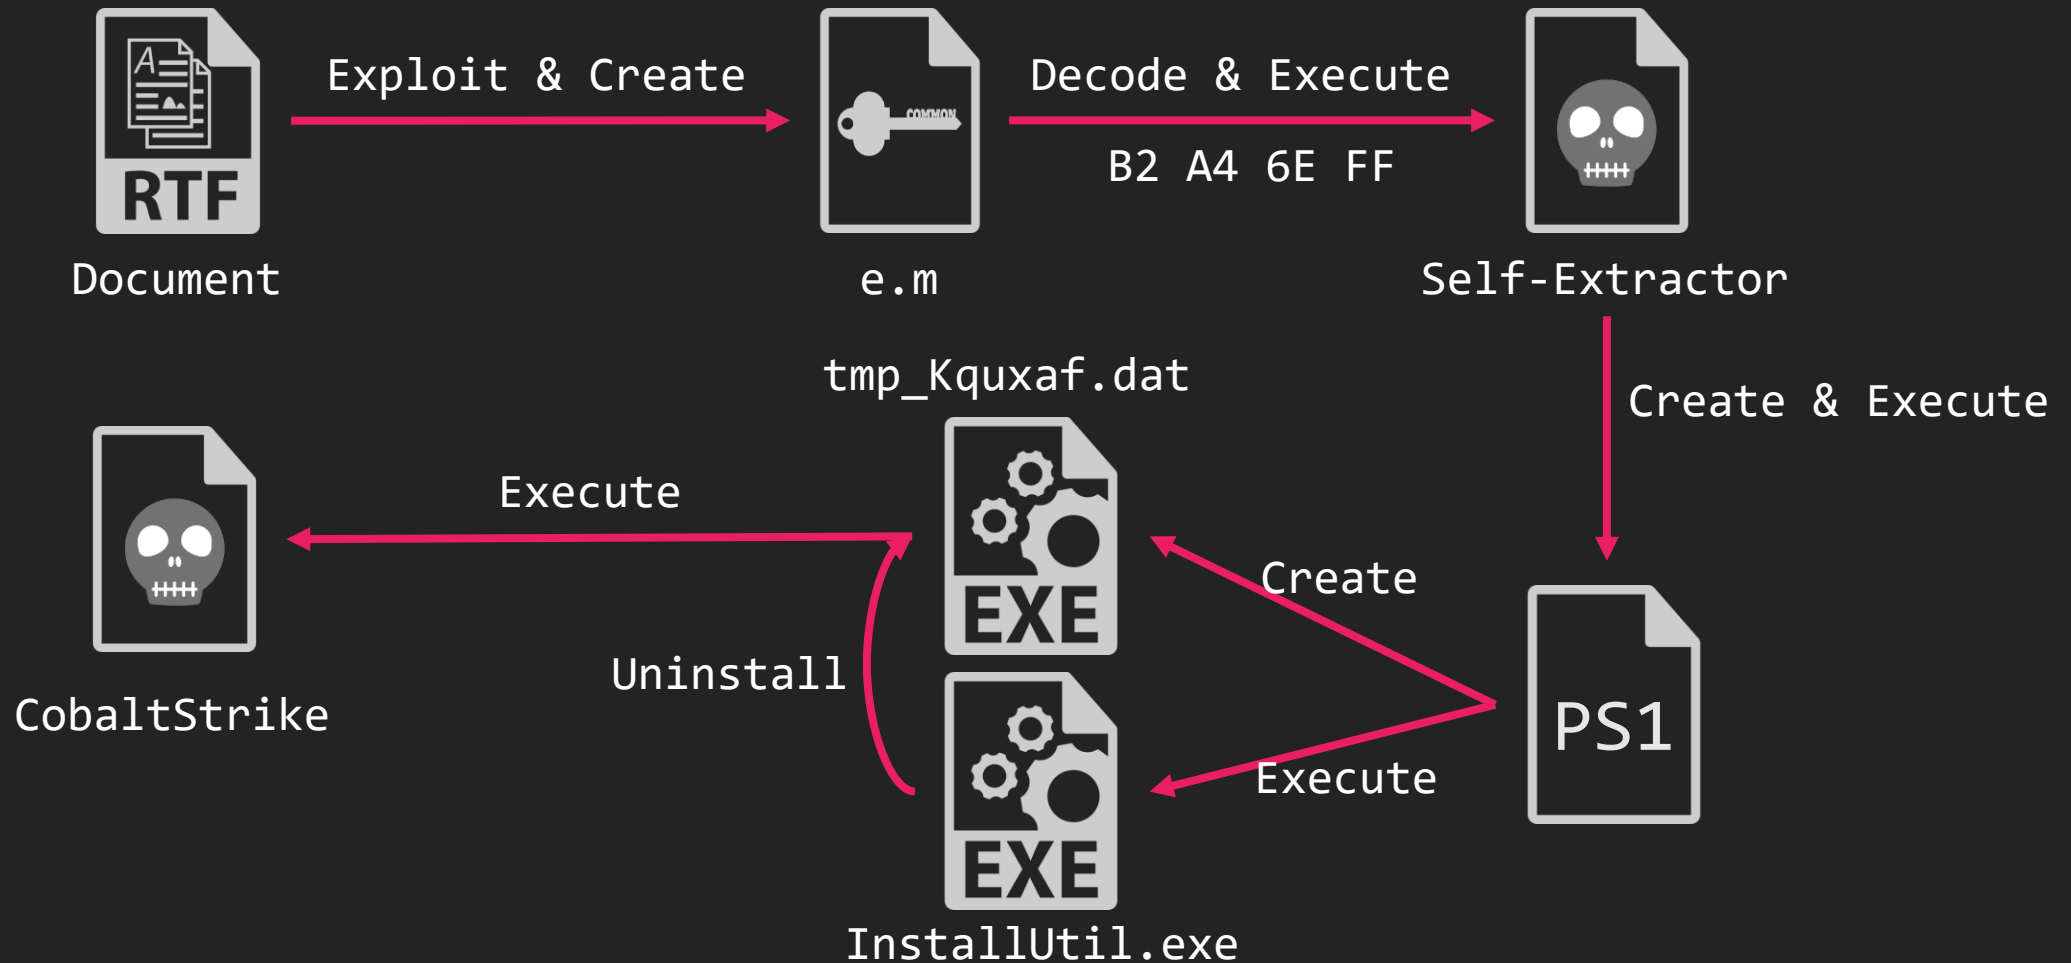 Exploit & Create
Decode & Execute
A
COMMON
B2 A4 6E FF
RTF
Document
e.m
Self-Extractor
tmp_Kquxaf.dat
Create & Execute
Execute
Create
EXE
Uninstall
CobaltStrike
PS1
Execute
EXE
InstallUtil.exe